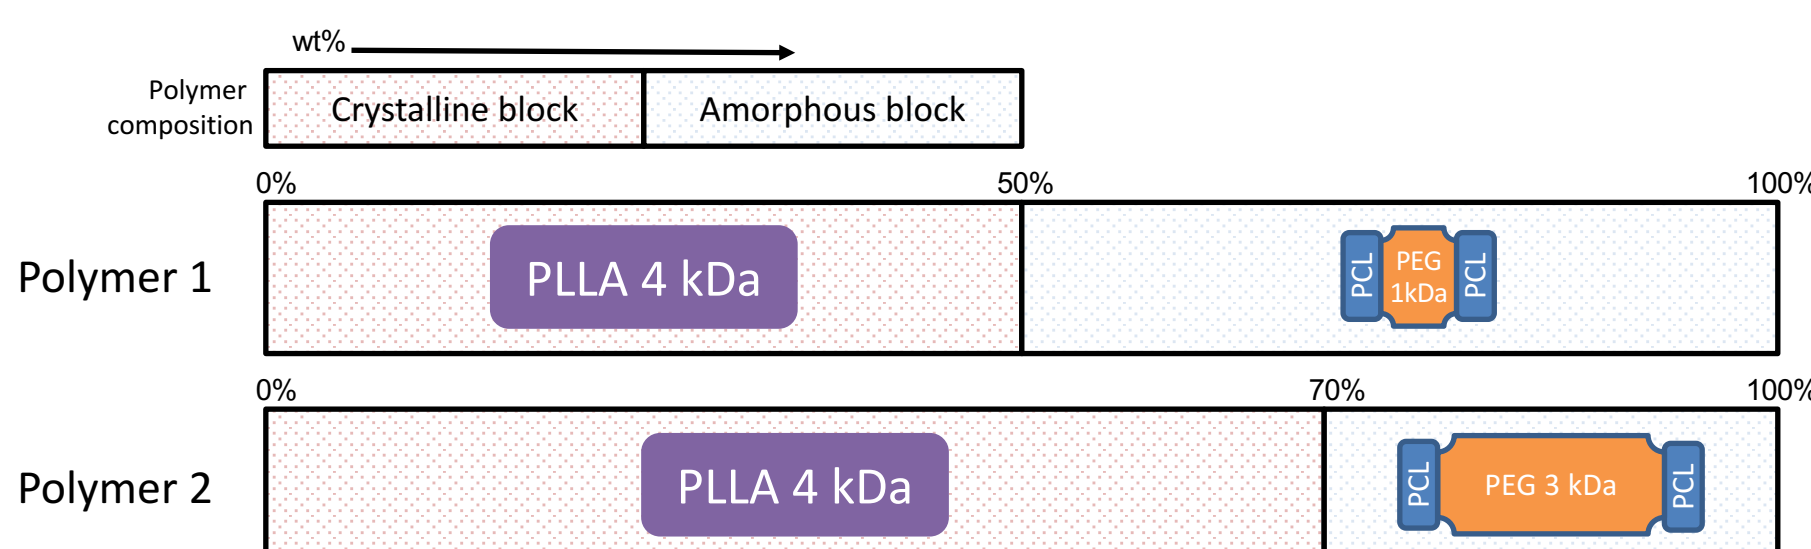 wt%
Polymer
composition
Crystalline block
Amorphous block
0%
50%
100%
Polymer 1
PLLA 4 kDa
PCL
PEG
1kDa
PCL
0%
70%
100%
Polymer 2
PLLA 4 kDa
PCL
PEG 3 kDa
PCL